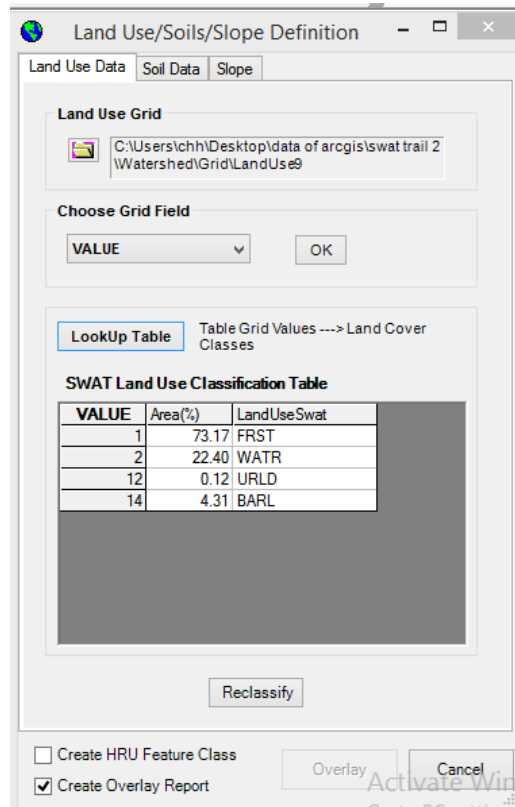 Land Use/Soils/Slope Definition
Land Use Data Soil Data Slope
Land Use Grid
C:\Users\chh\Desktop\data of arcgis\swat trail 2
\Watershed\Grid\LandUse9
Choose Grid Field
VALUE OK
LookUp Table Table Grid Values ---> Land Cover
Classes
SWAT Land Use Classification Table
VALUE Area(%) LandUseSwat
1 73.17 FRST
2 22.40 WATR
12 0.12 URLD
14 4.31 BARL
Reclassify
Create HRU Feature Class
Create Overlay Report
Overlay Cancel
Activate Win